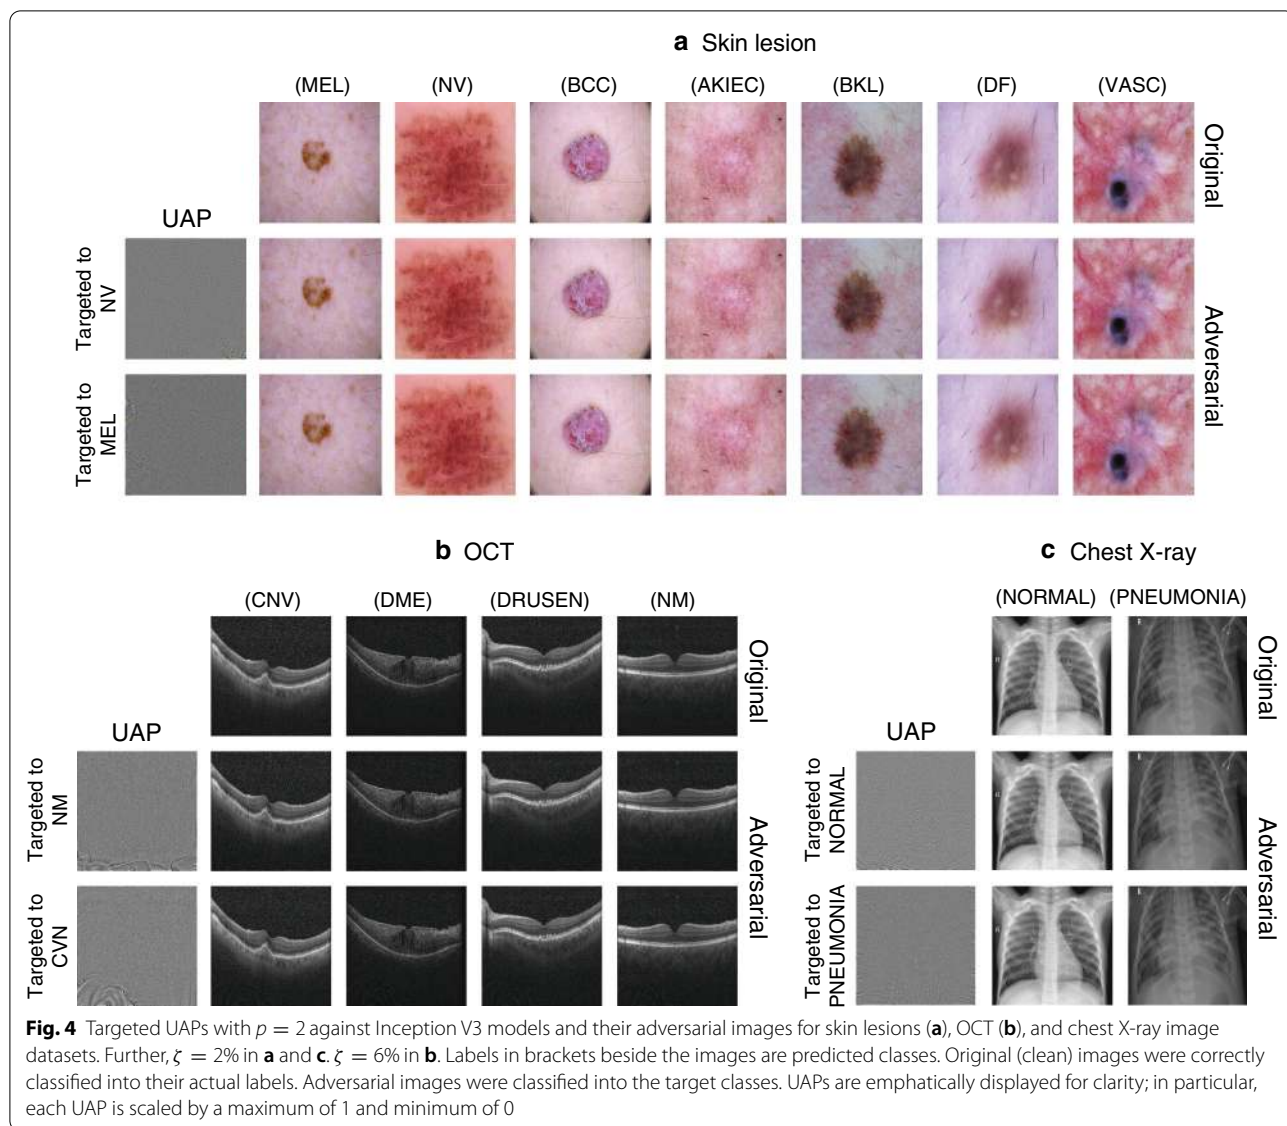 a Skin lesion
(MEL) (NV) (BCC) (AKIEC) (BKL) (DF) (VASC)
Original
UAP
Targeted to
NV
Adversarial
Targeted to
MEL
b OCT
(CNV) (DME) (DRUSEN) (NM)
Original
UAP
Targeted to
NM
Adversarial
Targeted to
CVN
c Chest X-ray
(NORMAL) (PNEUMONIA)
Original
UAP
Targeted to
NORMAL
Adversarial
Targeted to
PNEUMONIA
Fig. 4 Targeted UAPs with p = 2 against Inception V3 models and their adversarial images for skin lesions (a), OCT (b), and chest X-ray image
datasets. Further, ζ = 2% in a and c. ζ = 6% in b. Labels in brackets beside the images are predicted classes. Original (clean) images were correctly
classified into their actual labels. Adversarial images were classified into the target classes. UAPs are emphatically displayed for clarity; in particular,
each UAP is scaled by a maximum of 1 and minimum of 0